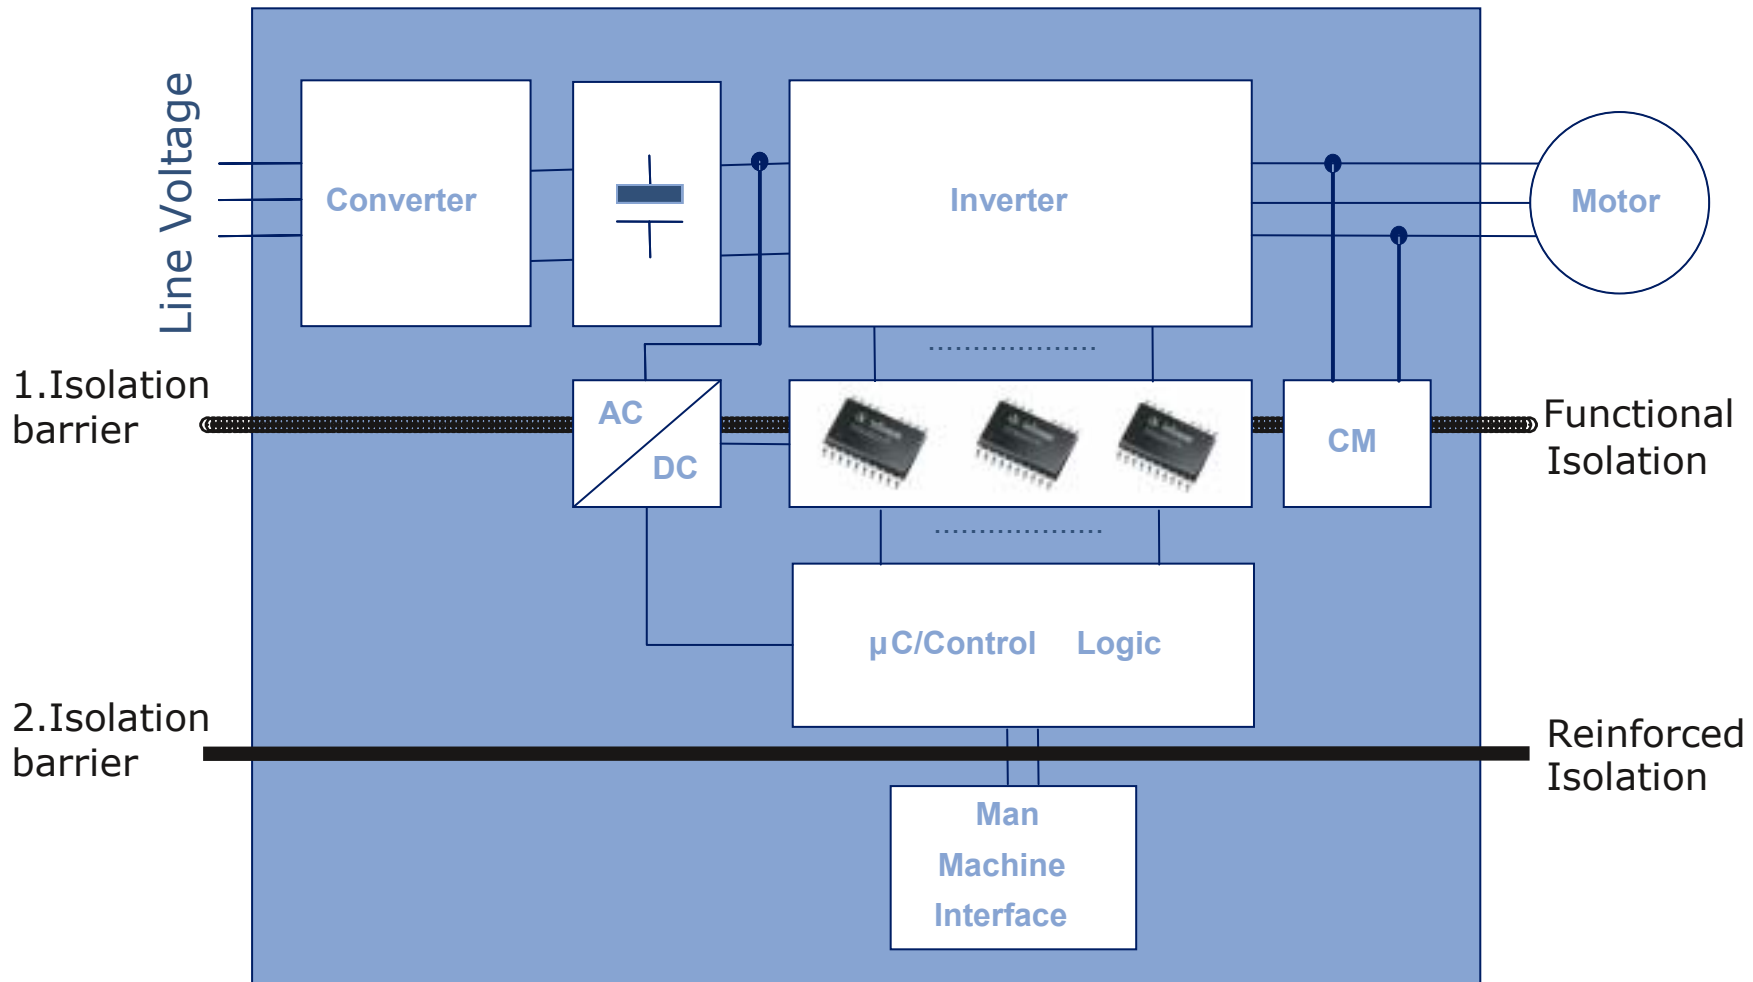 Line Voltage
Converter
Inverter
Motor
1.Isolation
barrier
AC
DC
CM
Functional
Isolation
µC/Control Logic
2.Isolation
barrier
Reinforced
Isolation
Man
Machine
Interface